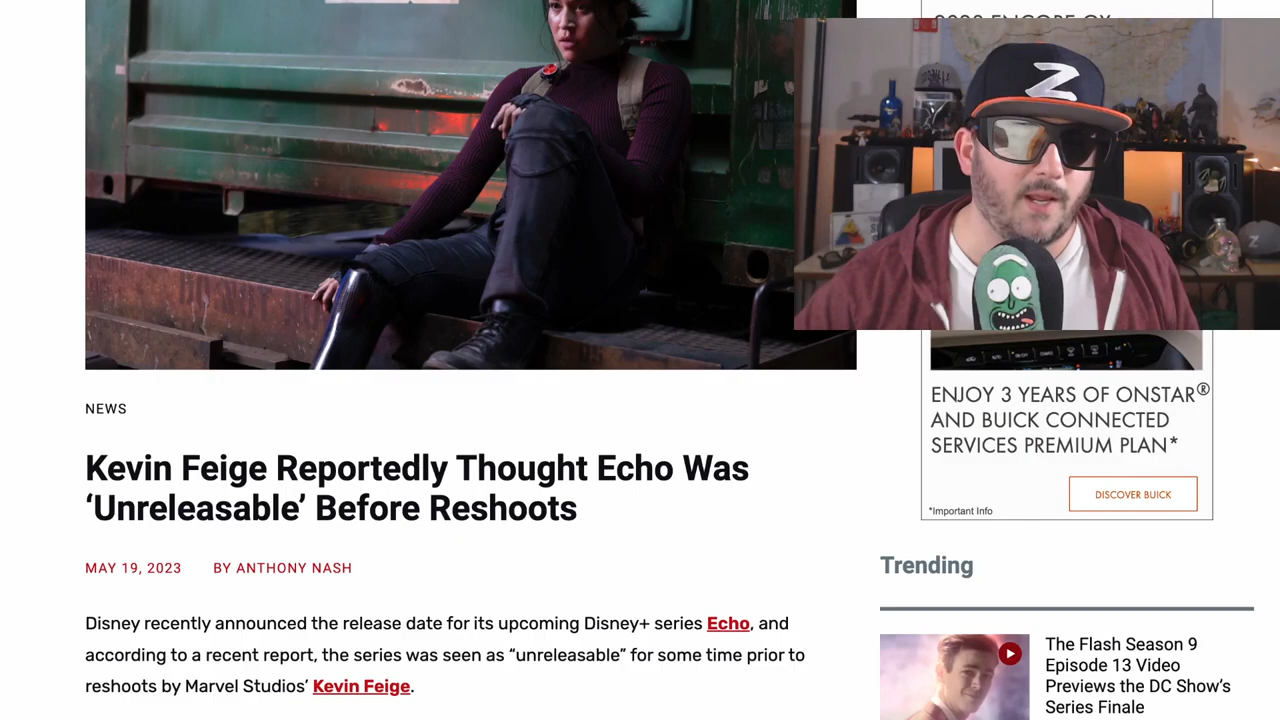 NEWS
Kevin Feige Reportedly Thought Echo Was
‘Unreleasable’ Before Reshoots
MAY 19, 2023 BY ANTHONY NASH
Disney recently announced the release date for its upcoming Disney+ series Echo, and
according to a recent report, the series was seen as “unreleasable” for some time prior to
reshoots by Marvel Studios’ Kevin Feige.
Z
ENJOY 3 YEARS OF ONSTAR®
AND BUICK CONNECTED
SERVICES PREMIUM PLAN*
DISCOVER BUICK
*Important Info
Trending
The Flash Season 9
Episode 13 Video
Previews the DC Show’s
Series Finale